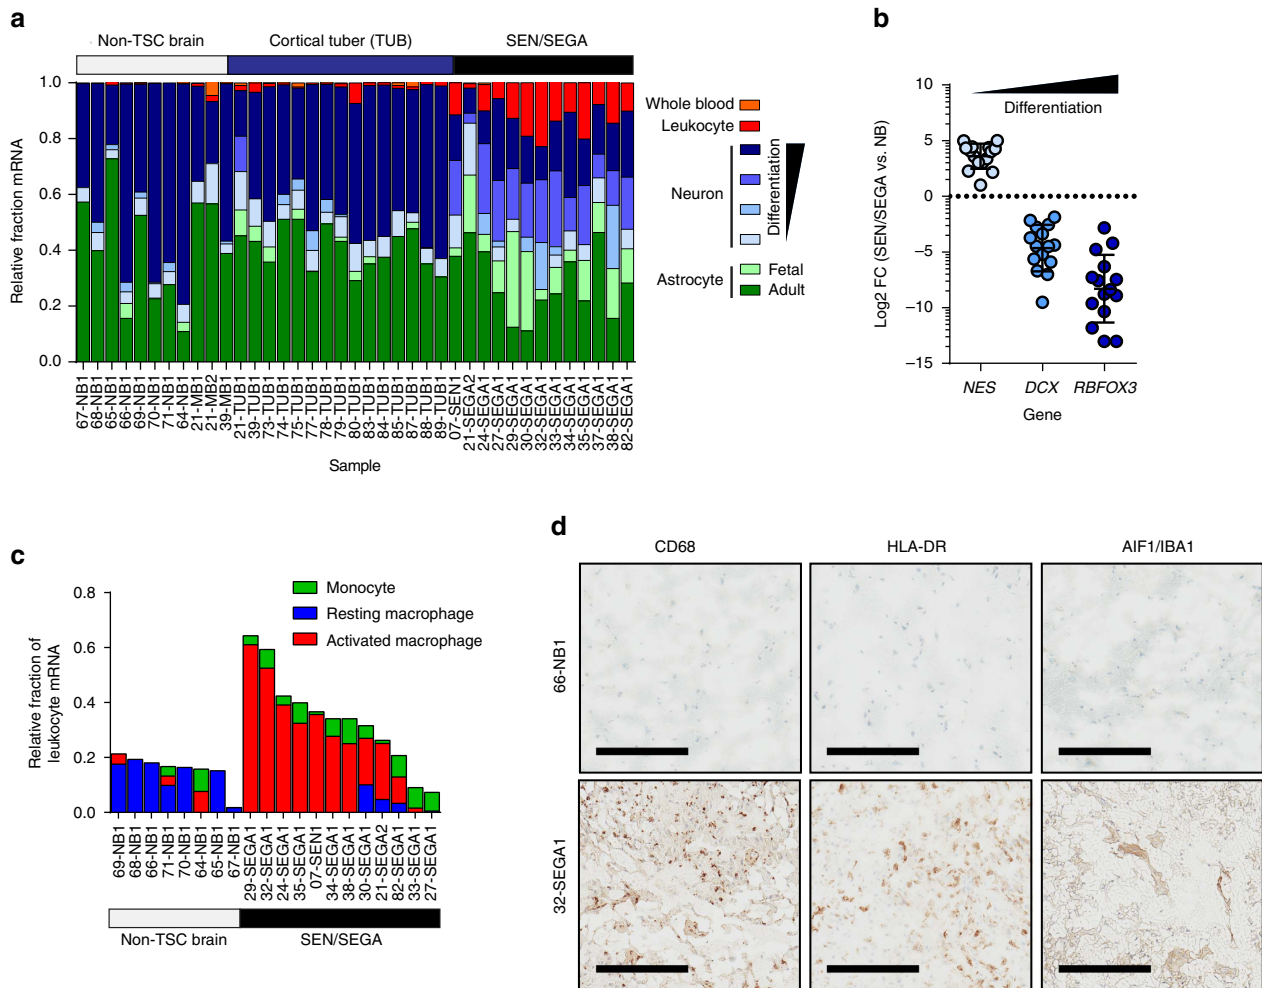 a
Non-TSC brain
Cortical tuber (TUB)
SEN/SEGA
Relative fraction mRNA
1.0
0.8
0.6
0.4
0.2
0.0
67-NB1
68-NB1
65-NB1
66-NB1
69-NB1
70-NB1
71-NB1
64-NB1
21-MB1
21-MB2
39-MB1
21-TUB1
39-TUB1
73-TUB1
74-TUB1
75-TUB1
77-TUB1
78-TUB1
79-TUB1
80-TUB1
83-TUB1
84-TUB1
85-TUB1
87-TUB1
88-TUB1
89-TUB1
07-SEN1
21-SEGA2
24-SEGA1
27-SEGA1
29-SEGA1
30-SEGA1
32-SEGA1
33-SEGA1
34-SEGA1
35-SEGA1
37-SEGA1
38-SEGA1
82-SEGA1
Sample
Whole blood
Leukocyte
Neuron
Differentiation
Astrocyte
Fetal
Adult
b
Differentiation
Log2 FC (SEN/SEGA vs. NB)
10
5
0
−5
−10
−15
NES
DCX
RBFOX3
Gene
c
Monocyte
Resting macrophage
Activated macrophage
Relative fraction of
leukocyte mRNA
0.8
0.6
0.4
0.2
0.0
69-NB1
68-NB1
66-NB1
71-NB1
70-NB1
64-NB1
65-NB1
67-NB1
29-SEGA1
32-SEGA1
24-SEGA1
35-SEGA1
07-SEN1
34-SEGA1
38-SEGA1
30-SEGA1
21-SEGA2
82-SEGA1
33-SEGA1
27-SEGA1
Non-TSC brain
SEN/SEGA
d
CD68
HLA-DR
AIF1/IBA1
66-NB1
32-SEGA1